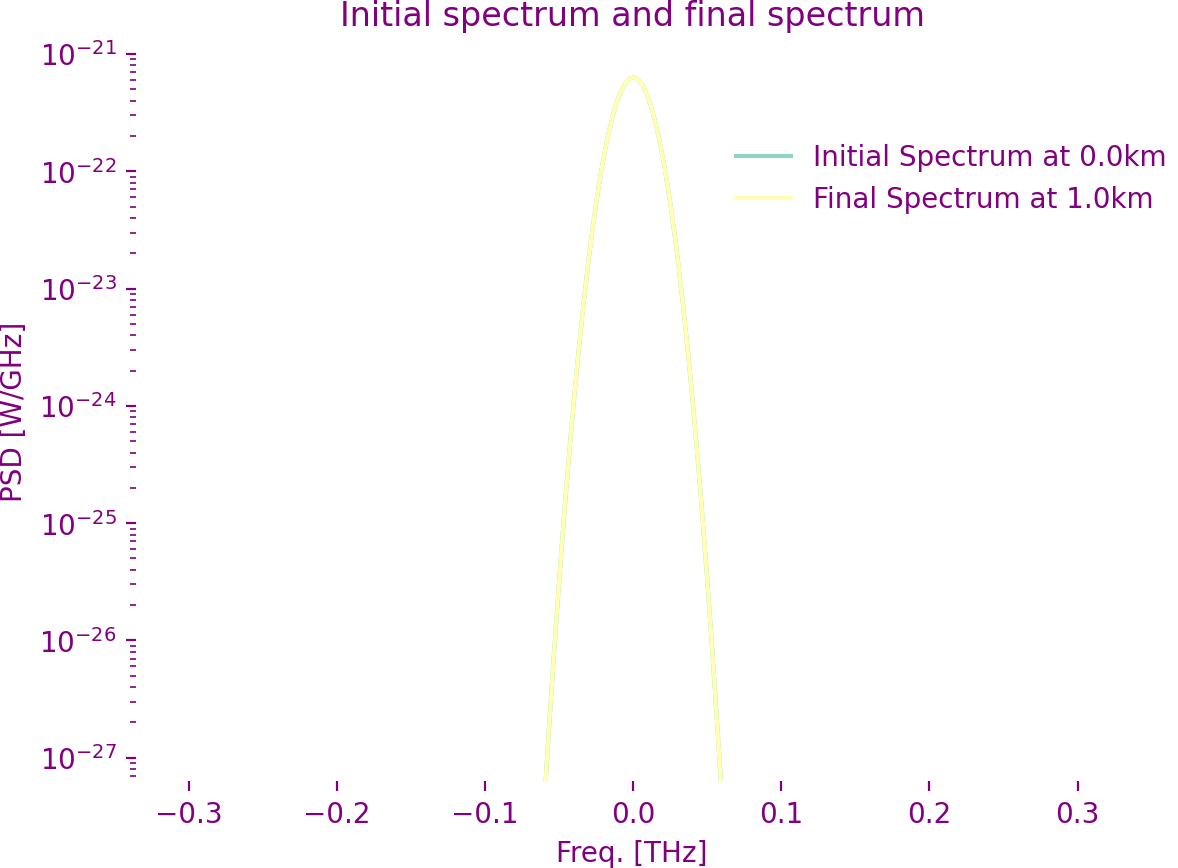 Initial spectrum and final spectrum
10⁻²¹
10⁻²²
10⁻²³
10⁻²⁴
10⁻²⁵
10⁻²⁶
10⁻²⁷
PSD [W/GHz]
Initial Spectrum at 0.0km
Final Spectrum at 1.0km
−0.3 −0.2 −0.1 0.0 0.1 0.2 0.3
Freq. [THz]